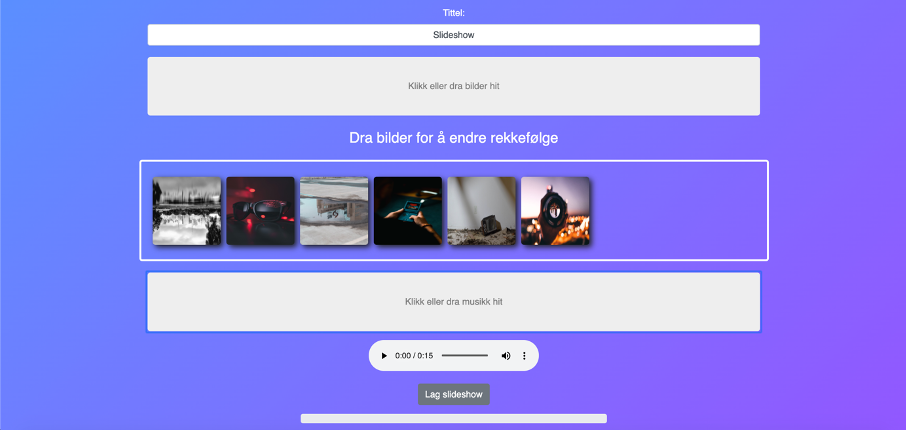 Tittel:
Slideshow
Klikk eller dra bilder hit
Dra bilder for å endre rekkefølge
Klikk eller dra musikk hit
0:00 / 0:15
Lag slideshow